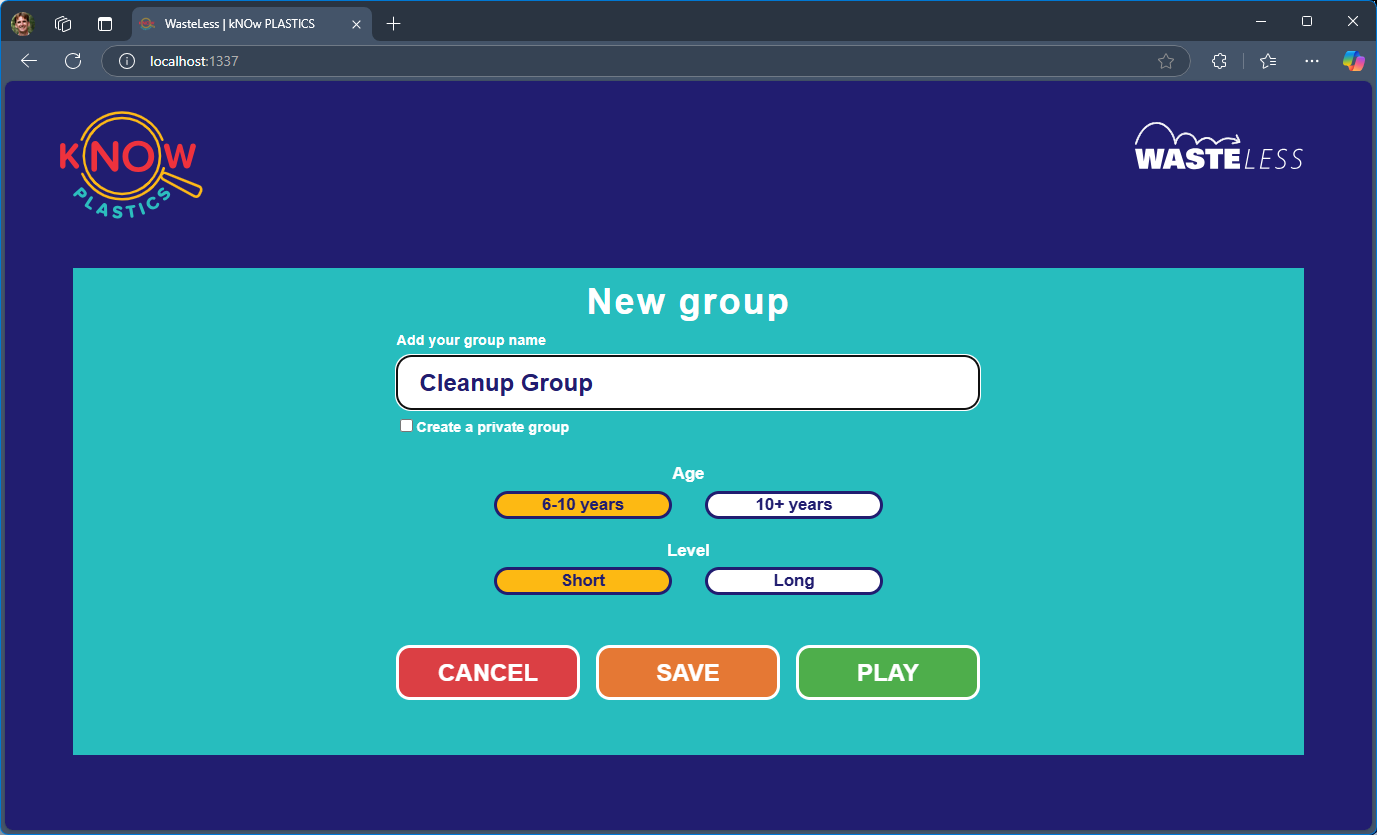 WasteLess | kNOw PLASTICS
localhost:1337
KNOW
PLASTICS
WASTELESS
New group
Add your group name
Cleanup Group
Create a private group
Age
6-10 years
10+ years
Level
Short
Long
CANCEL
SAVE
PLAY